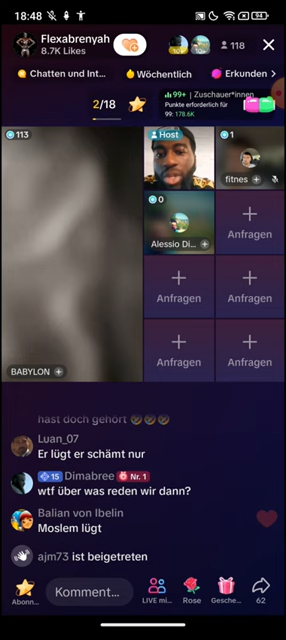 18:48
94
Flexabrenyah
8.7K Likes
118
Chatten und Int...
Wöchentlich
Erkunden
2/18
99+ | Zuschauer*innen
Punkte erforderlich für
99: 178.6K
113
Host
1
fitnes
0
Alessio Di...
Anfragen
Anfragen
Anfragen
Anfragen
Anfragen
BABYLON
hast doch gehört 🤣🤣🤣
Luan_07
Er lügt er schämt nur
15 Dimabree Nr. 1
wtf über was reden wir dann?
Balian von Ibelin
Moslem lügt
ajm73 ist beigetreten
Abonn...
Komment...
LIVE mi...
Rose
Gesche...
62